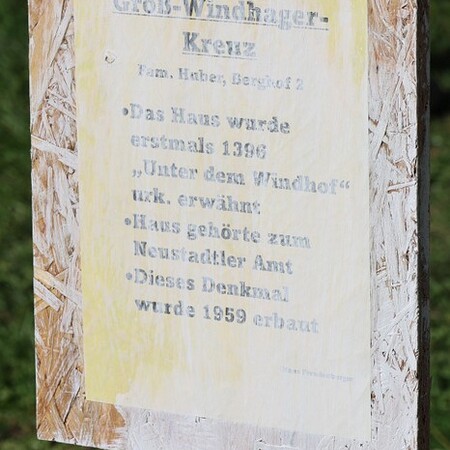 Groß-Windhager-
Kreuz
Fam. Huber, Berghof 2
•Das Haus wurde
erstmals 1396
„Unter dem Windhof“
urk. erwähnt
•Haus gehörte zum
Neustadtler Amt
•Dieses Denkmal
wurde 1959 erbaut